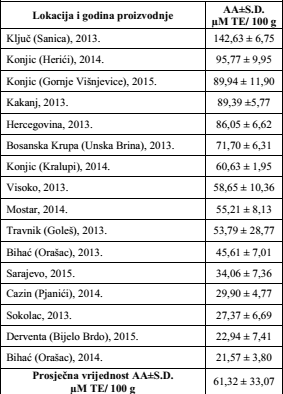 Lokacija i godina proizvodnje
AA±S.D.
µM TE/ 100 g
Ključ (Sanica), 2013. 142,63 ± 6,75
Konjic (Herići), 2014. 95,77 ± 9,95
Konjic (Gornje Višnjevice), 2015. 89,94 ± 11,90
Kakanj, 2013. 89,39 ±5,77
Hercegovina, 2013. 86,05 ± 6,62
Bosanska Krupa (Unska Brina), 2013. 71,70 ± 6,31
Konjic (Kralupi), 2014. 60,63 ± 1,95
Visoko, 2013. 58,65 ± 10,36
Mostar, 2014. 55,21 ± 8,13
Travnik (Goleš), 2013. 53,79 ± 28,77
Bihać (Orašac), 2013. 45,61 ± 7,01
Sarajevo, 2015. 34,06 ± 7,36
Cazin (Pjanići), 2014. 29,90 ± 4,77
Sokolac, 2013. 27,37 ± 6,69
Derventa (Bijelo Brdo), 2015. 22,94 ± 7,41
Bihać (Orašac), 2014. 21,57 ± 3,80
Prosječna vrijednost AA±S.D.
µM TE/ 100 g
61,32 ± 33,07